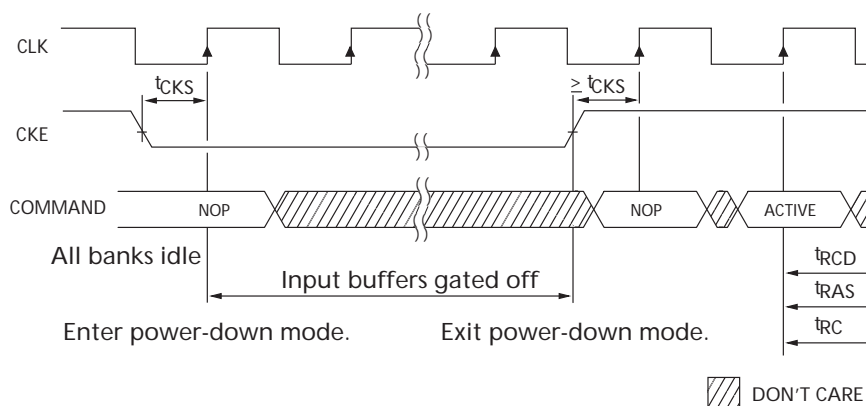 CLK
tCKS
≥ tCKS
CKE
COMMAND NOP NOP ACTIVE
All banks idle
tRCD
Input buffers gated off
tRAS
Enter power-down mode. Exit power-down mode.
tRC
DON'T CARE